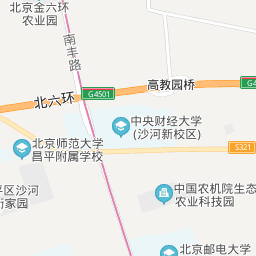 北京金六环
农业园
南丰路
北六环
G4501
高教园桥
中央财经大学
(沙河新校区)
北京师范大学
昌平附属学校
S321
平区沙河
街家园
中国农机院生态
农业科技园
北京邮电大学